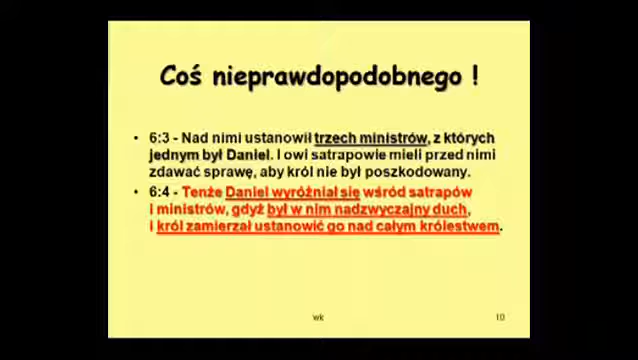 Coś nieprawdopodobnego !
• 6:3 - Nad nimi ustanowił trzech ministrów, z których
jednym był Daniel. I owi satrapowie mieli przed nimi
zdawać sprawę, aby król nie był poszkodowany.
• 6:4 - Tenże Daniel wyróżniał się wśród satrapów
i ministrów, gdyż był w nim nadzwyczajny duch,
i król zamierzał ustanowić go nad całym królestwem.
wk
10